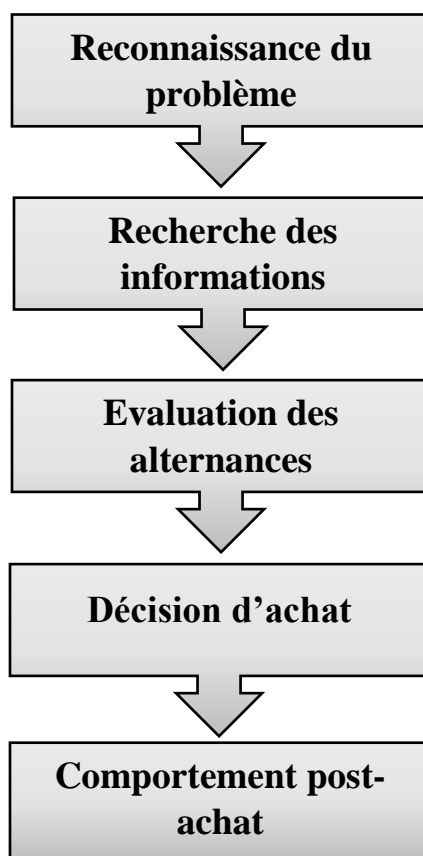 Reconnaissance du
problème
Recherche des
informations
Evaluation des
alternances
Décision d’achat
Comportement post-
achat